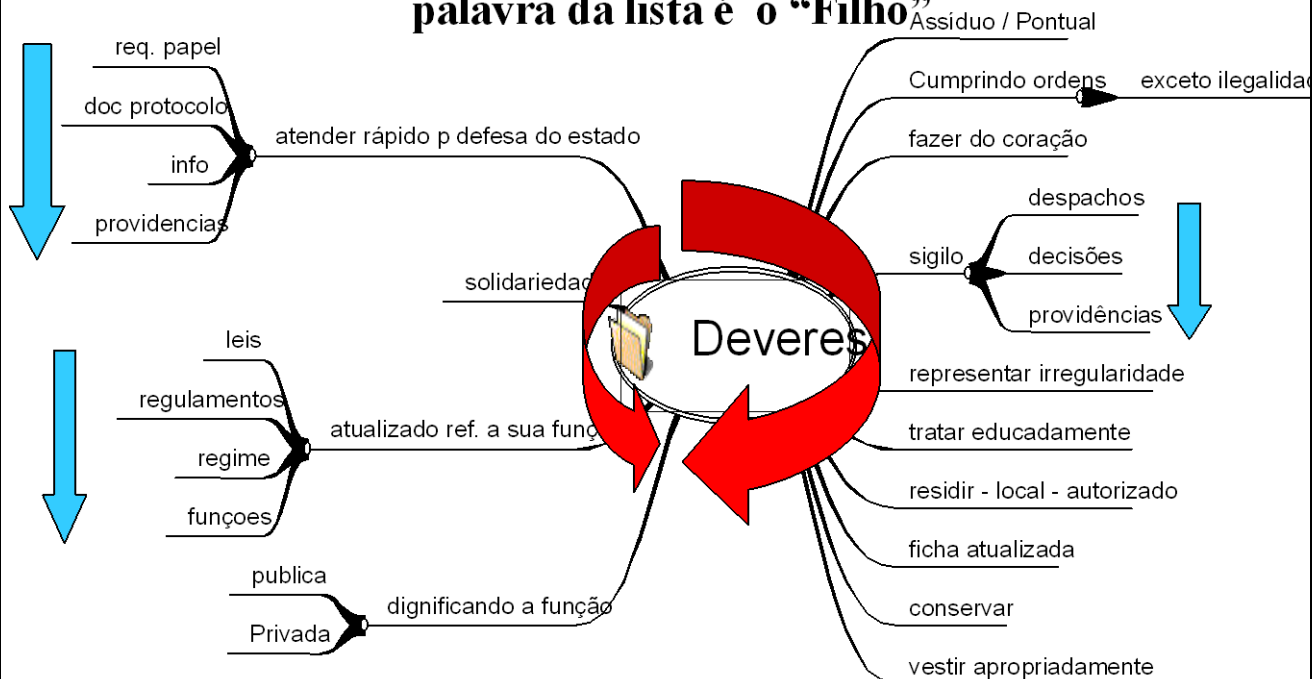 palavra da lista é o “Filho”
Assíduo / Pontual
Cumprindo ordens
exceto ilegalidad
fazer do coração
sigilo
despachos
decisões
providências
representar irregularidade
tratar educadamente
residir - local - autorizado
ficha atualizada
conservar
vestir apropriadamente
Deveres
atender rápido p defesa do estado
req. papel
doc protocolo
info
providencias
solidariedad
atualizado ref. a sua funç
leis
regulamentos
regime
funçoes
dignificando a função
publica
Privada